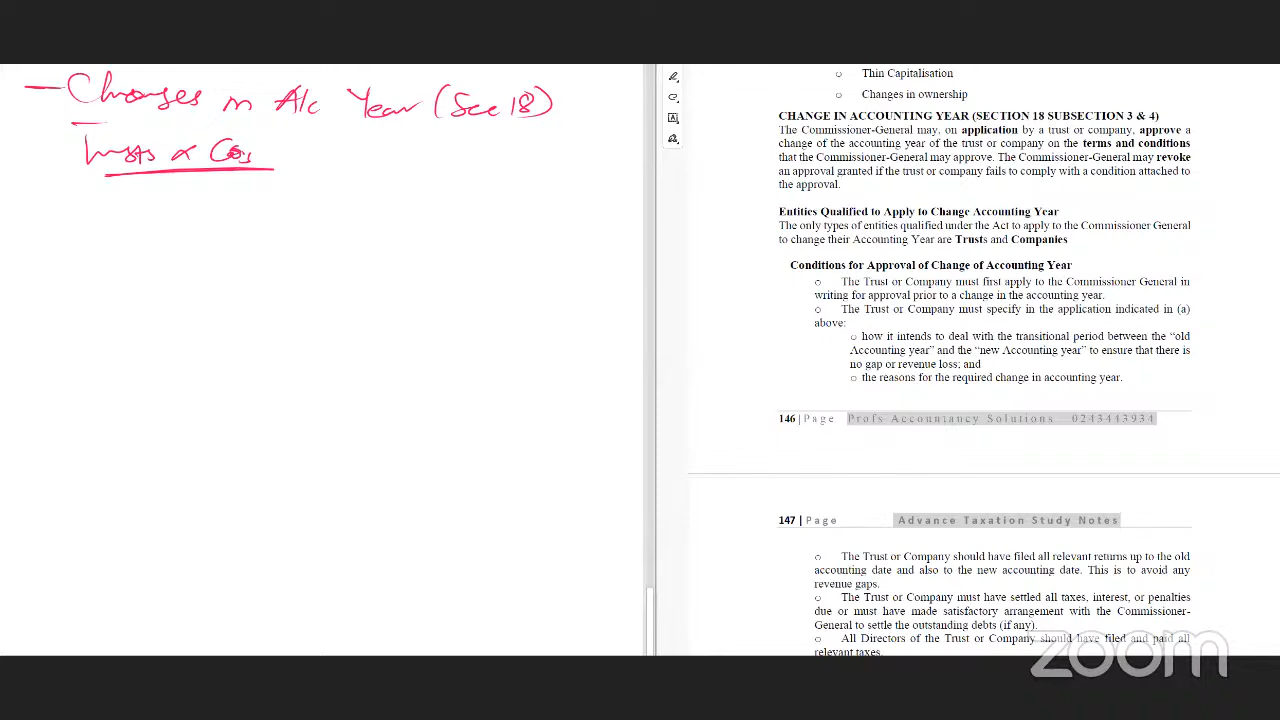 Changes in A/c Year (Sec 18)
Trusts & Cos
○ Thin Capitalisation
○ Changes in ownership
CHANGE IN ACCOUNTING YEAR (SECTION 18 SUBSECTION 3 & 4)
The Commissioner-General may, on application by a trust or company, approve a
change of the accounting year of the trust or company on the terms and conditions
that the Commissioner-General may approve. The Commissioner-General may revoke
an approval granted if the trust or company fails to comply with a condition attached to
the approval.
Entities Qualified to Apply to Change Accounting Year
The only types of entities qualified under the Act to apply to the Commissioner General
to change their Accounting Year are Trusts and Companies
Conditions for Approval of Change of Accounting Year
○ The Trust or Company must first apply to the Commissioner General in
writing for approval prior to a change in the accounting year.
○ The Trust or Company must specify in the application indicated in (a)
above:
○ how it intends to deal with the transitional period between the “old
Accounting year” and the “new Accounting year” to ensure that there is
no gap or revenue loss; and
○ the reasons for the required change in accounting year.
146 | Page Profs Accountancy Solutions 0243443934
147 | Page Advance Taxation Study Notes
○ The Trust or Company should have filed all relevant returns up to the old
accounting date and also to the new accounting date. This is to avoid any
revenue gaps.
○ The Trust or Company must have settled all taxes, interest, or penalties
due or must have made satisfactory arrangement with the Commissioner-
General to settle the outstanding debts (if any).
○ All Directors of the Trust or Company should have filed and paid all
relevant taxes.
zoom